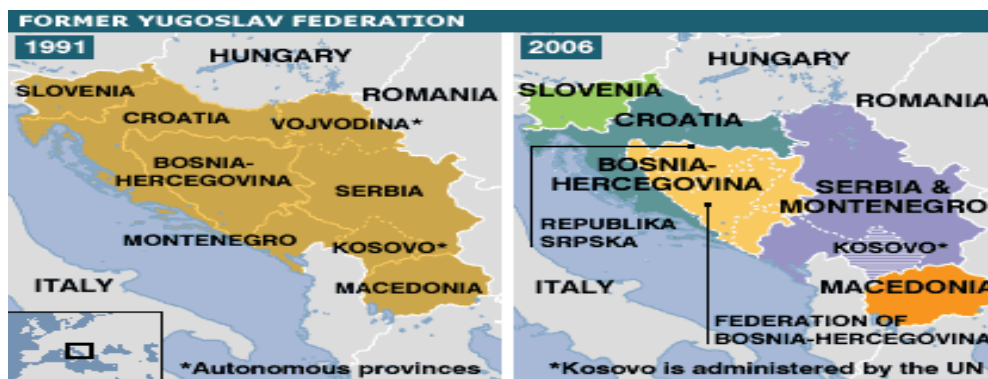 FORMER YUGOSLAV FEDERATION
1991
HUNGARY
SLOVENIA
ROMANIA
CROATIA
VOJVODINA*
BOSNIA-
HERCEGOVINA
SERBIA
MONTENEGRO
KOSOVO*
ITALY
MACEDONIA
*Autonomous provinces
2006
HUNGARY
SLOVENIA
ROMANIA
CROATIA
BOSNIA-
HERCEGOVINA
SERBIA &
MONTENEGRO
REPUBLIKA
SRPSKA
KOSOVO*
ITALY
MACEDONIA
FEDERATION OF
BOSNIA-HERCEGOVINA
*Kosovo is administered by the UN